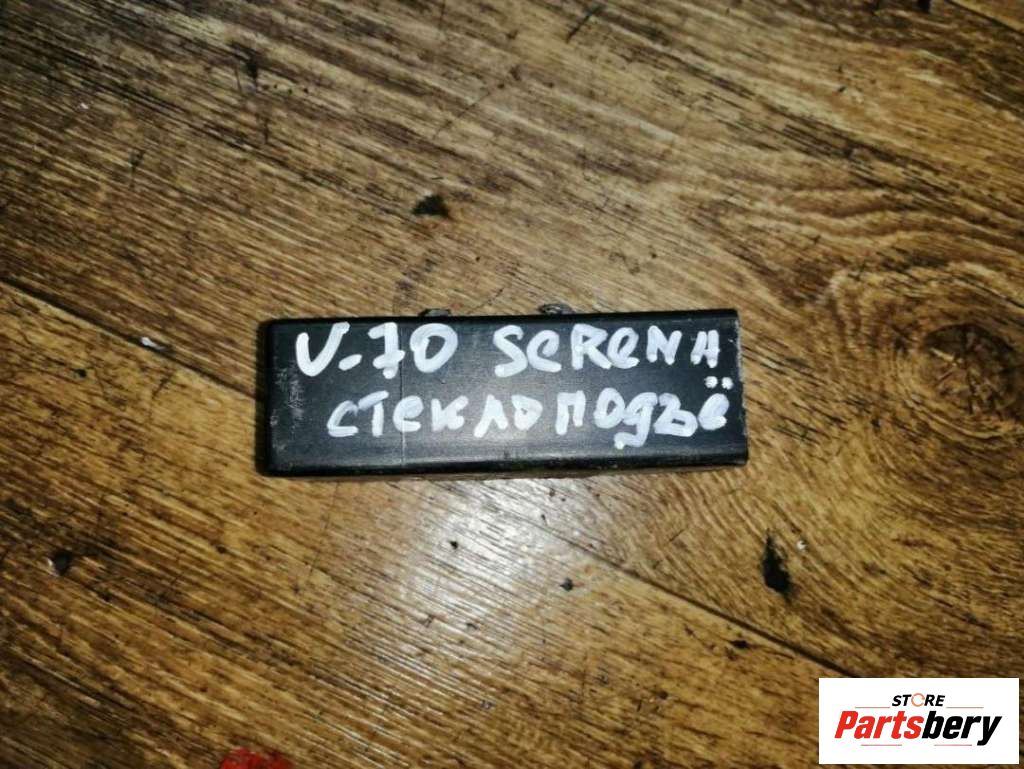 V-70 SeReNA
стеклоподъё
STORE
Partsbery